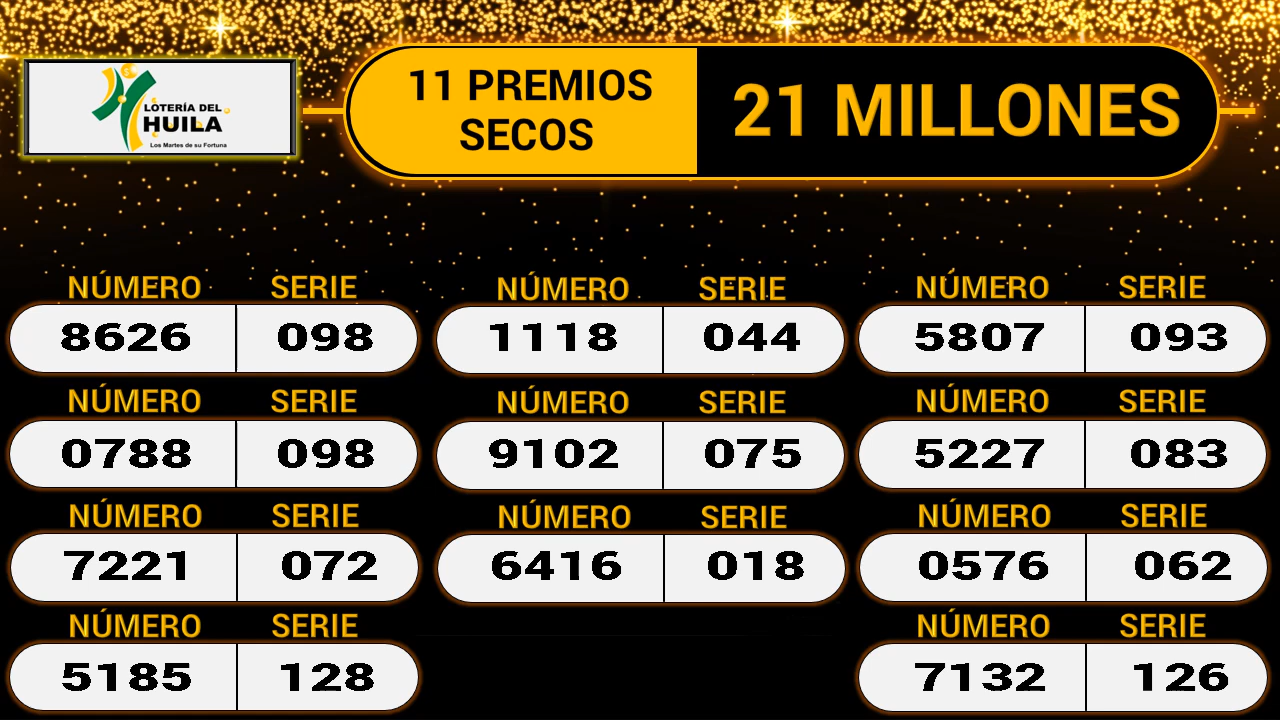 LOTERÍA DEL
HUILA
Los Martes de su Fortuna
11 PREMIOS
SECOS
21 MILLONES
NÚMERO SERIE NÚMERO SERIE NÚMERO SERIE
8626 098 1118 044 5807 093
NÚMERO SERIE NÚMERO SERIE NÚMERO SERIE
0788 098 9102 075 5227 083
NÚMERO SERIE NÚMERO SERIE NÚMERO SERIE
7221 072 6416 018 0576 062
NÚMERO SERIE NÚMERO SERIE
5185 128 7132 126